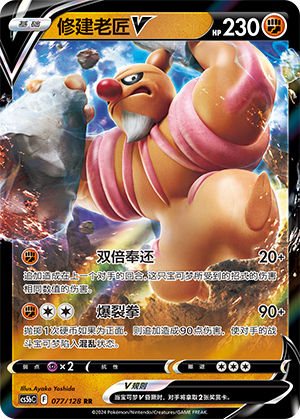 基础
修建老匠V
HP 230
双倍奉还 20+
追加造成在上一个对手的回合,这只宝可梦所受到的招式的伤害,
相同数值的伤害。
爆裂拳 90+
抛掷1次硬币如果为正面,则追加造成90点伤害,使对手的战
斗宝可梦陷入混乱状态。
弱点 ×2 抗性 撤退
Illus.Ayaka Yoshida
V规则
当宝可梦V昏厥时,对手将拿取2张奖赏卡。
cs5bC F 077/128 RR
©2024 Pokémon/Nintendo/Creatures/GAME FREAK